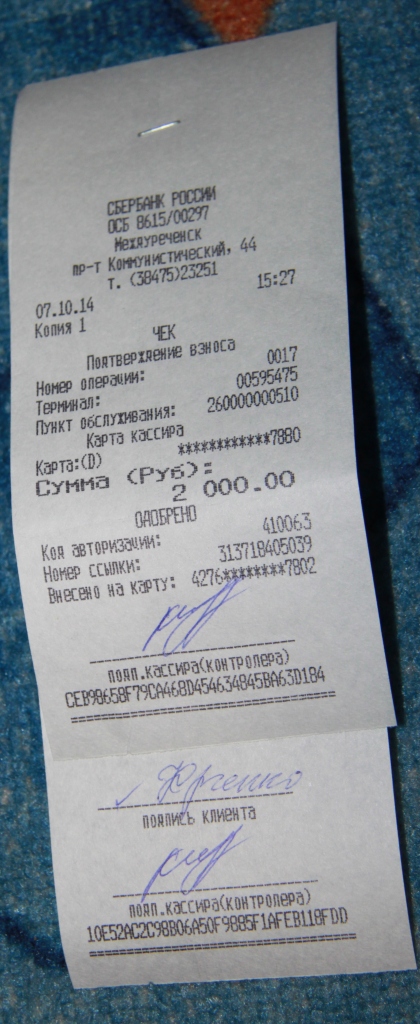 СБЕРБАНК РОССИИ
ОСБ 8615/00297
Междуреченск
пр-т Коммунистический, 44
т. (38475)23251
07.10.14 15:27
Копия 1
ЧЕК
Подтверждение взноса
Номер операции: 0017
Терминал: 00595475
Пункт обслуживания: 260000000510
Карта кассира
Карта:(D) ************7880
Сумма (Руб):
2 000.00
ОДОБРЕНО
Код авторизации: 410063
Номер ссылки: 313718405039
Внесено на карту: 4276********7802
подп.кассира(контролера)
CEB98658F79CA468D454634845BA63D184
Юрченко
подпись клиента
подп.кассира(контролера)
10E52AC2C98B06A50F9885F1AFEB118FDD